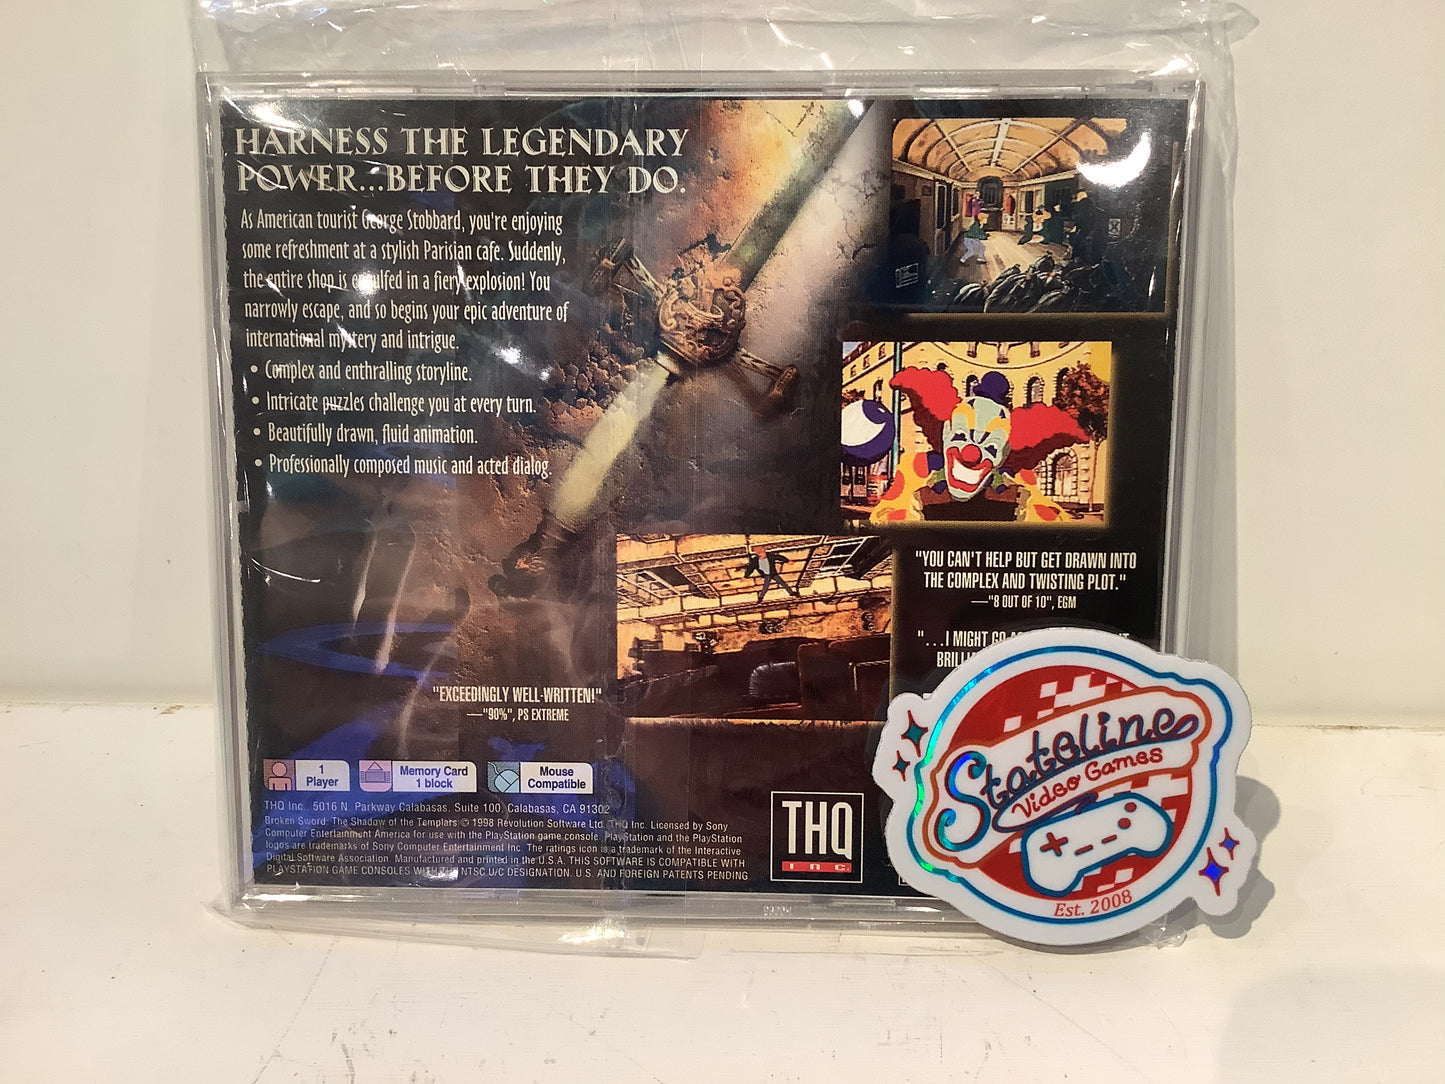 HARNESS THE LEGENDARY
POWER...BEFORE THEY DO.
As American tourist George Stobbard, you're enjoying
some refreshment at a stylish Parisian cafe. Suddenly,
the entire shop is engulfed in a fiery explosion! You
narrowly escape, and so begins your epic adventure of
international mystery and intrigue.
• Complex and enthralling storyline.
• Intricate puzzles challenge you at every turn.
• Beautifully drawn, fluid animation.
• Professionally composed music and acted dialog.
"YOU CAN'T HELP BUT GET DRAWN INTO
THE COMPLEX AND TWISTING PLOT."
—"8 OUT OF 10", EGM
"...I MIGHT GO
"EXCEEDINGLY WELL-WRITTEN!"
—"90%", PS EXTREME
1
Player
Memory Card
1 block
Mouse
Compatible
THQ Inc. 5016 N. Parkway Calabasas, Suite 100, Calabasas, CA 91302
Broken Sword: The Shadow of the Templars © 1998 Revolution Software Ltd. THQ Inc. Licensed by Sony
Computer Entertainment America for use with the PlayStation game console. PlayStation and the PlayStation
logos are trademarks of Sony Computer Entertainment Inc. The ratings icon is a trademark of the Interactive
Digital Software Association. Manufactured and printed in the U.S.A. THIS SOFTWARE IS COMPATIBLE WITH
PLAYSTATION GAME CONSOLES WITH THE NTSC U/C DESIGNATION. U.S. AND FOREIGN PATENTS PENDING
THQ
INC.
Stateline
Video Games
Est. 2008